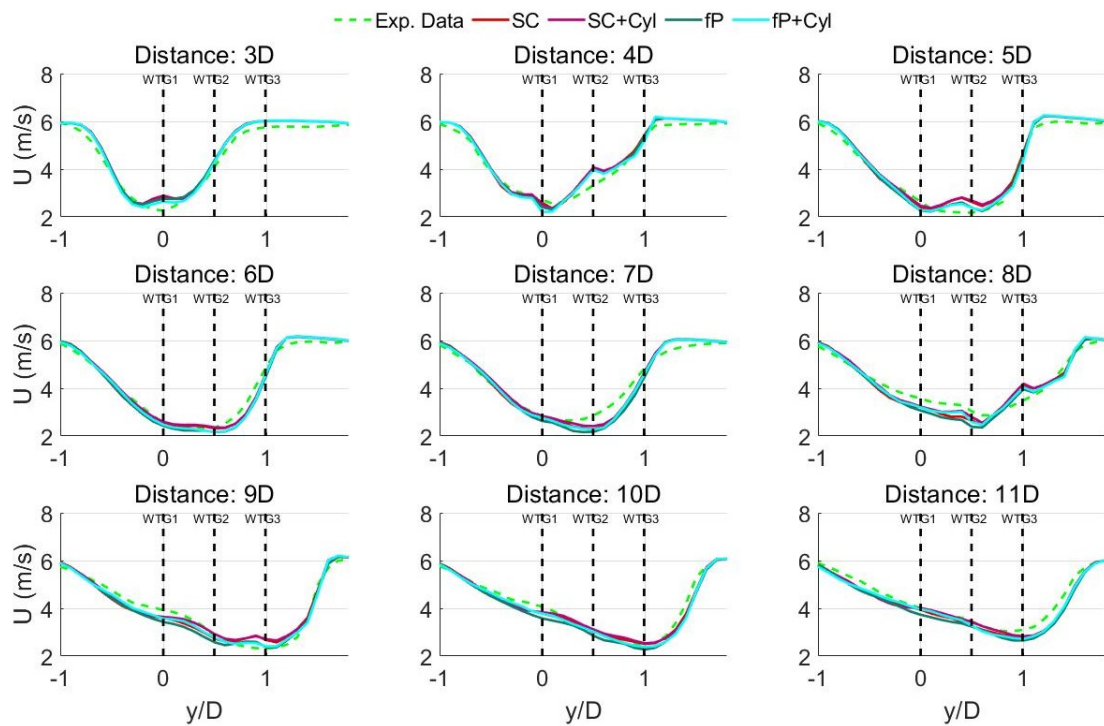 Exp. Data SC SC+Cyl fP fP+Cyl
Distance: 3D Distance: 4D Distance: 5D
8 WTG1 WTG2 WTG3 8 WTG1 WTG2 WTG3 8 WTG1 WTG2 WTG3
6 6 6
U (m/s)
4 4 4
2 2 2
-1 0 1 -1 0 1 -1 0 1
Distance: 6D Distance: 7D Distance: 8D
8 WTG1 WTG2 WTG3 8 WTG1 WTG2 WTG3 8 WTG1 WTG2 WTG3
6 6 6
U (m/s)
4 4 4
2 2 2
-1 0 1 -1 0 1 -1 0 1
Distance: 9D Distance: 10D Distance: 11D
8 WTG1 WTG2 WTG3 8 WTG1 WTG2 WTG3 8 WTG1 WTG2 WTG3
6 6 6
U (m/s)
4 4 4
2 2 2
-1 0 1 -1 0 1 -1 0 1
y/D y/D y/D